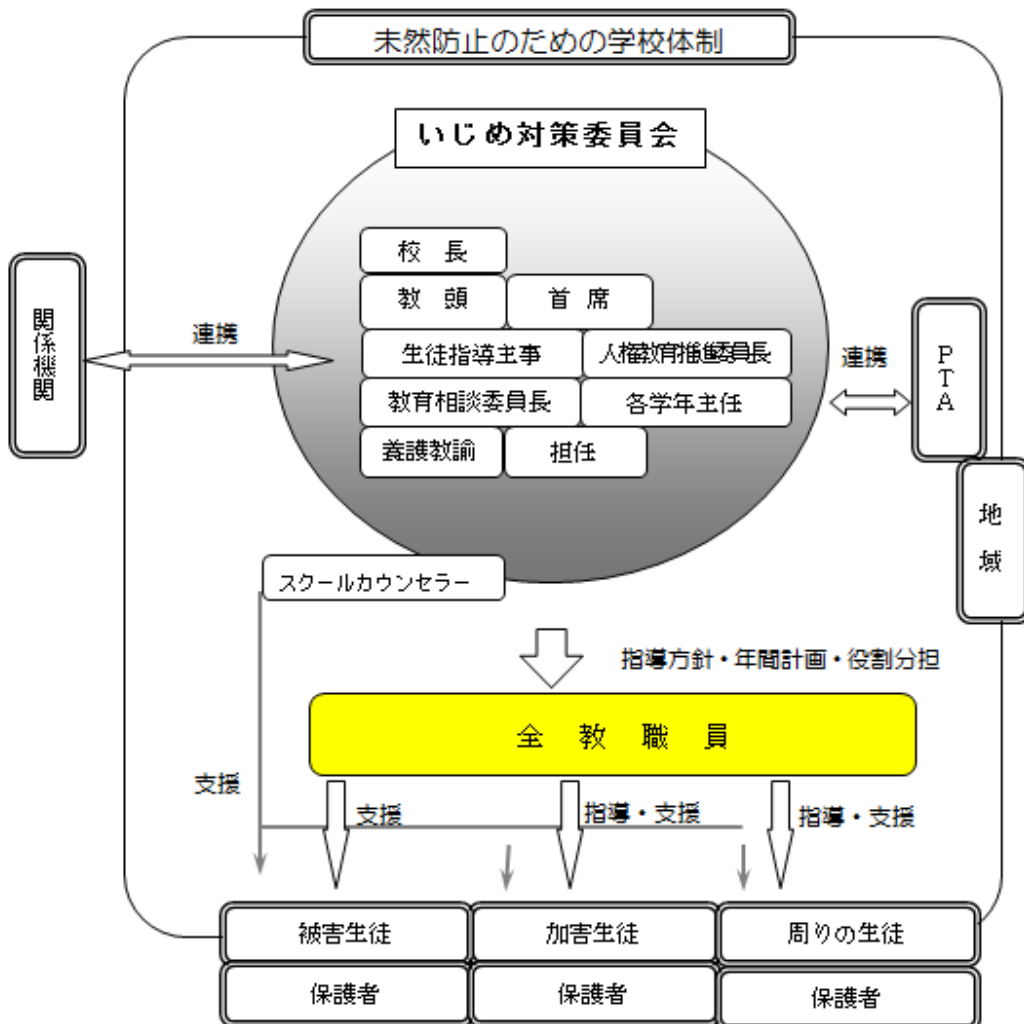 未然防止のための学校体制
いじめ対策委員会
校 長
教 頭
首 席
生徒指導主事
人権教育推進委員長
教育相談委員長
各学年主任
養護教諭
担任
関係機関
連携
連携
PTA
地域
スクールカウンセラー
指導方針・年間計画・役割分担
全 教 職 員
支援
支援
指導・支援
指導・支援
被害生徒
加害生徒
周りの生徒
保護者
保護者
保護者